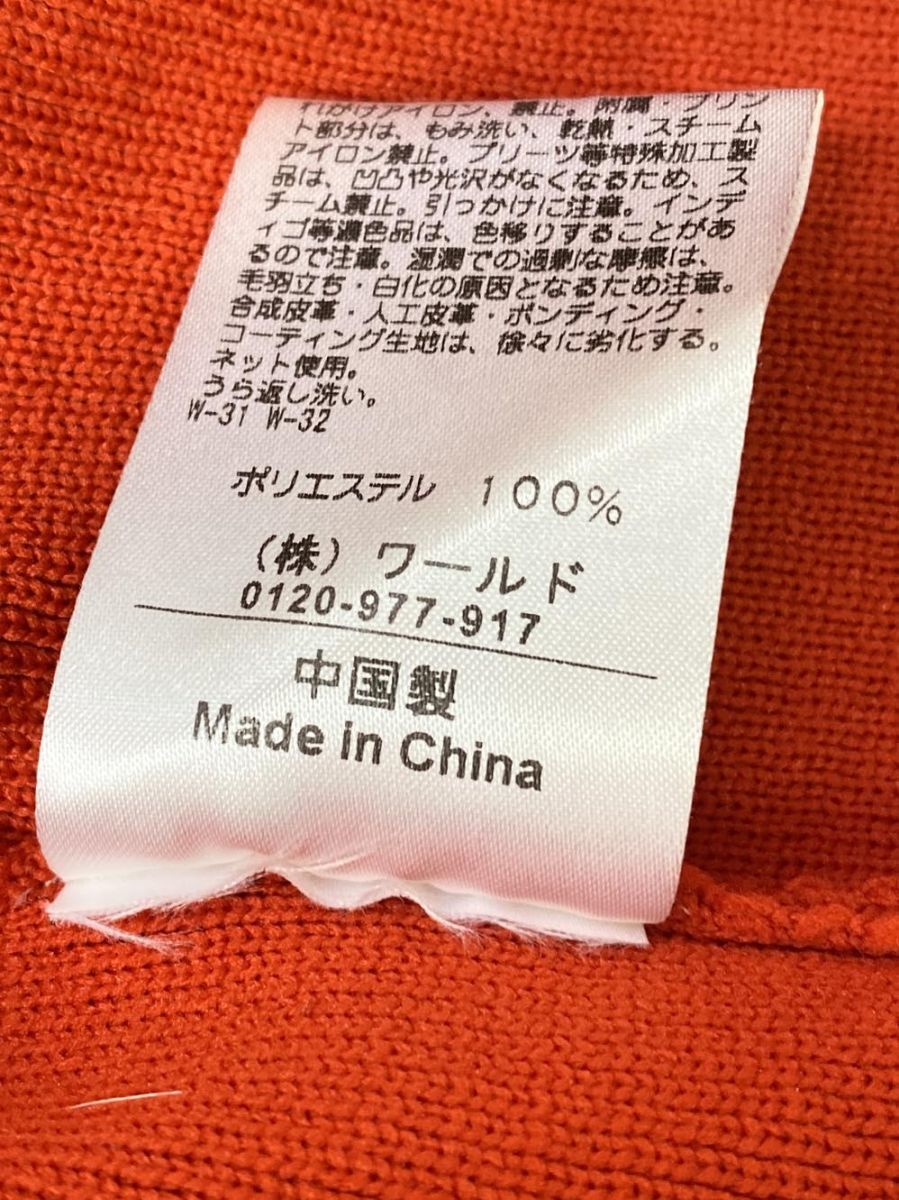 れがけアイロン、禁止。附属・プリン
ト部分は、もみ洗い、乾熱・スチーム
アイロン禁止。プリーツ等特殊加工製
品は、凹凸や光沢がなくなるため、ス
チーム禁止。引っかけに注意。インデ
ィゴ等濃色品は、色移りすることがあ
るので注意。湿潤での過剰な摩擦は、
毛羽立ち・白化の原因となるため注意。
合成皮革・人工皮革・ボンディング・
コーティング生地は、徐々に劣化する。
ネット使用。
うら返し洗い。
W-31 W-32
ポリエステル 100%
(株)ワールド
0120-977-917
中国製
Made in China